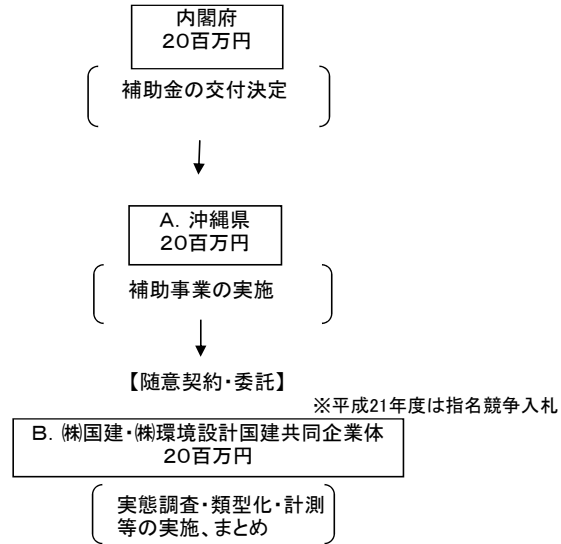 内閣府
２０百万円
補助金の交付決定
Ａ．沖縄県
２０百万円
補助事業の実施
【随意契約・委託】
※平成21年度は指名競争入札
Ｂ．㈱国建・㈱環境設計国建共同企業体
２０百万円
実態調査・類型化・計測
等の実施、まとめ